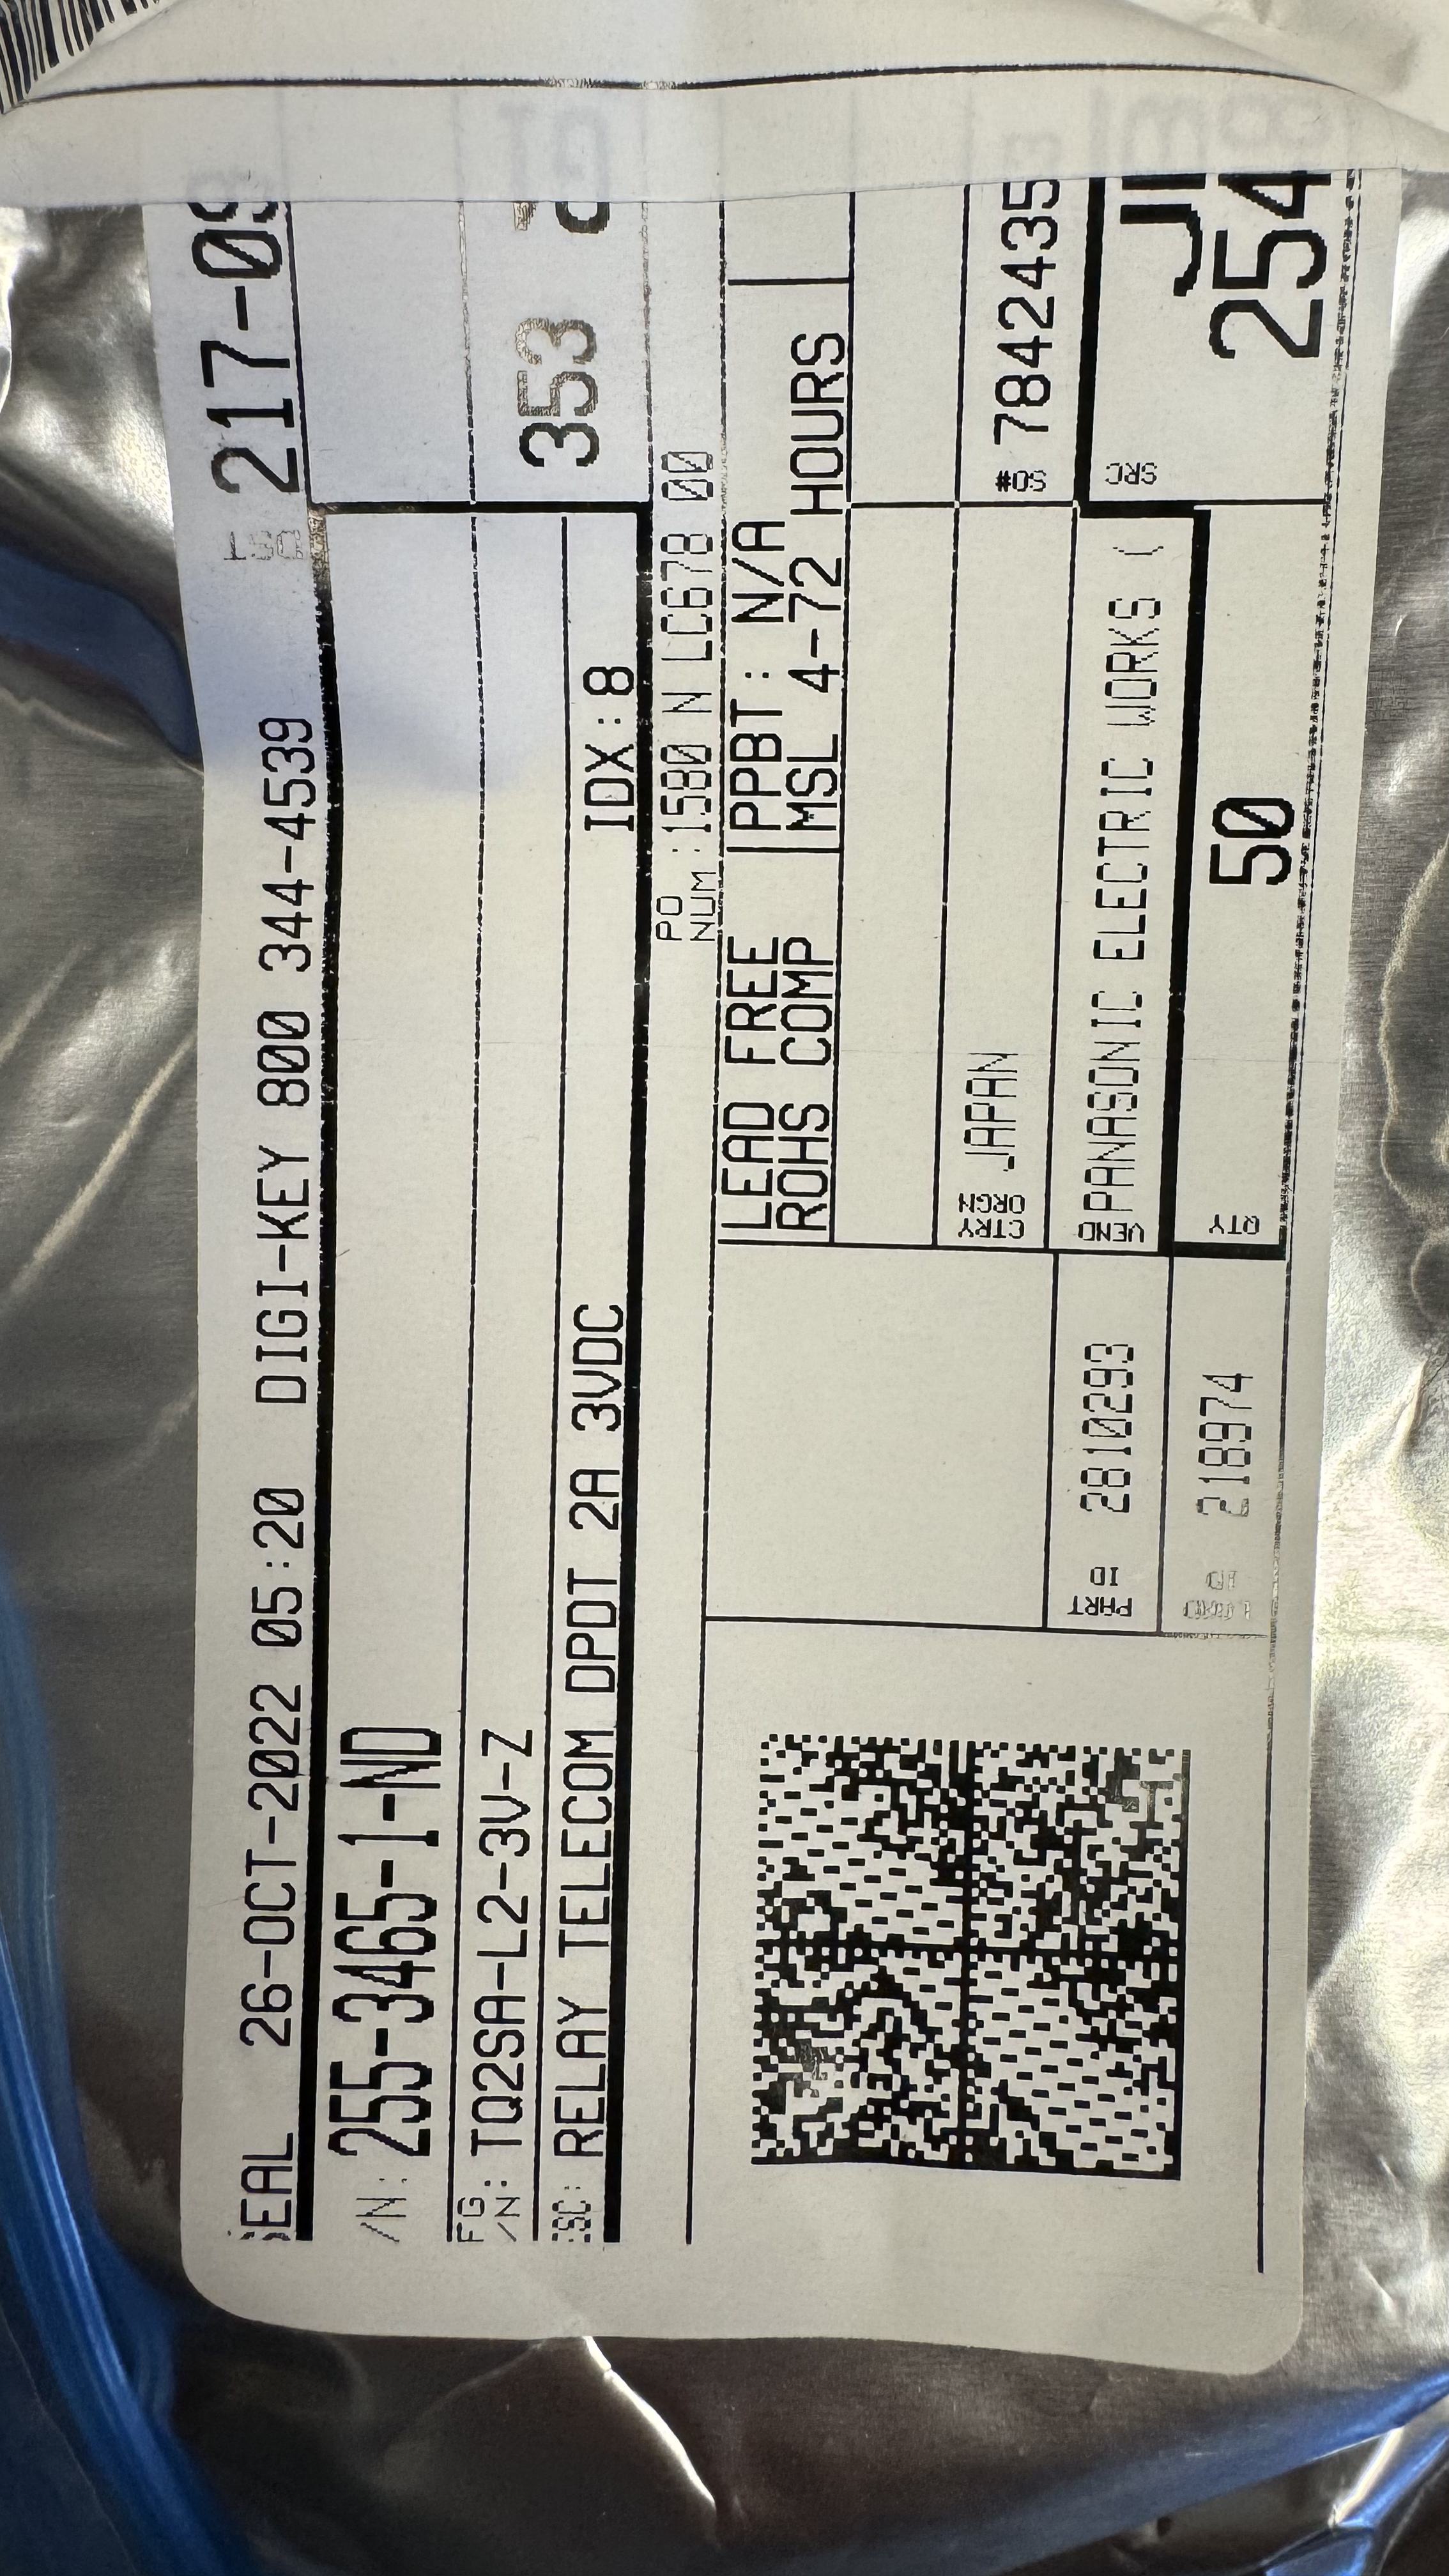 SEAL 26-OCT-2022 05:20 DIGI-KEY 800 344-4539
DST 217-09
/N: 255-3465-1-ND
FG
/N: TQ2SA-L2-3V-Z
353
SC: RELAY TELECOM DPDT 2A 3VDC IDX:8
PO
NUM :1580 N LC678 00
LEAD FREE
ROHS COMP
PPBT: N/A
MSL 4-72 HOURS
CTRY
ORGN JAPAN
SO# 7842435
PART
ID 2810293
VEND PANASONIC ELECTRIC WORKS (
SRC
LOAD
ID 218974
QTY 50
254